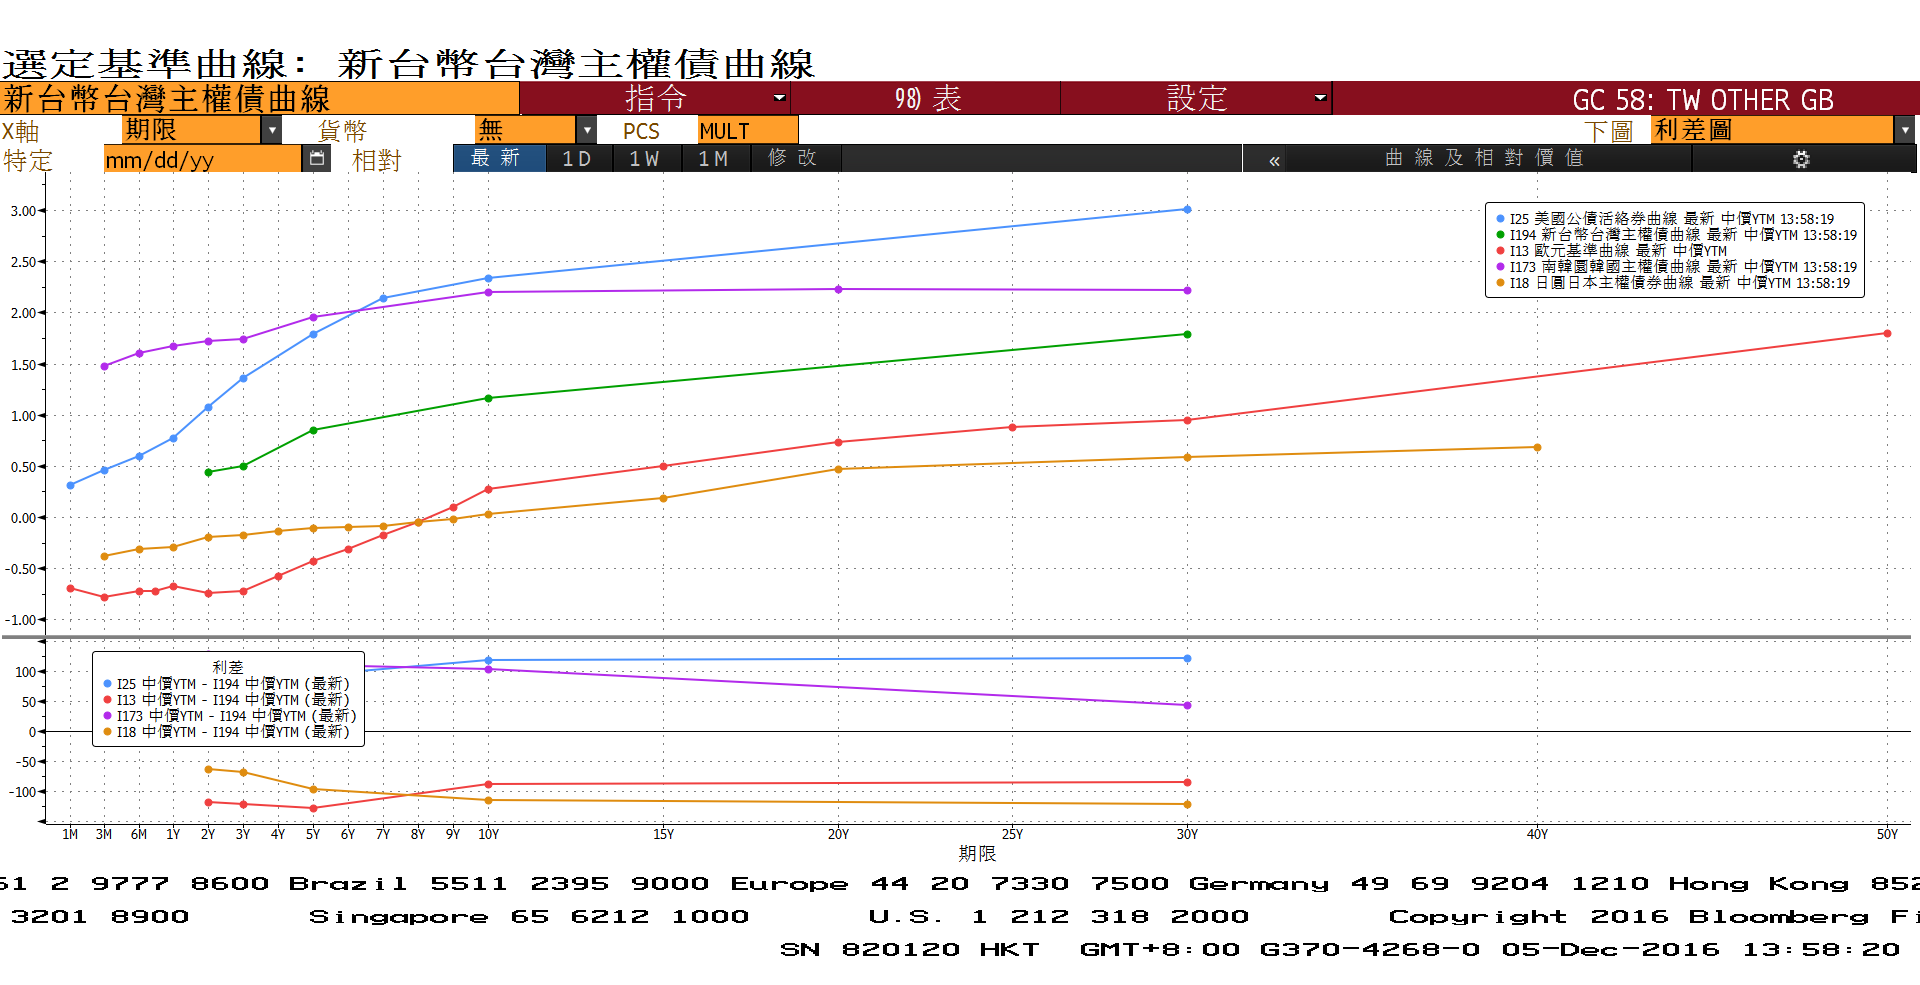 選定基準曲線: 新台幣台灣主權債曲線
新台幣台灣主權債曲線 指令 98) 表 設定 GC 58: TW OTHER GB
X軸 期限 貨幣 無 PCS MULT 下圖 利差圖
特定 mm/dd/yy 相對 最新 1D 1W 1M 修改 « 曲線及相對價值
I25 美國公債活絡券曲線 最新 中價YTM 13:58:19
I194 新台幣台灣主權債曲線 最新 中價YTM 13:58:19
I13 歐元基準曲線 最新 中價YTM
I173 南韓圜韓國主權債曲線 最新 中價YTM 13:58:19
I18 日圓日本主權債券曲線 最新 中價YTM 13:58:19
3.00
2.50
2.00
1.50
1.00
0.50
0.00
-0.50
-1.00
利差
I25 中價YTM - I194 中價YTM (最新)
I13 中價YTM - I194 中價YTM (最新)
I173 中價YTM - I194 中價YTM (最新)
I18 中價YTM - I194 中價YTM (最新)
100
50
0
-50
-100
1M 3M 6M 1Y 2Y 3Y 4Y 5Y 6Y 7Y 8Y 9Y 10Y 15Y 20Y 25Y 30Y 40Y 50Y
期限
61 2 9777 8600 Brazil 5511 2395 9000 Europe 44 20 7330 7500 Germany 49 69 9204 1210 Hong Kong 852
3201 8900 Singapore 65 6212 1000 U.S. 1 212 318 2000 Copyright 2016 Bloomberg Fi
SN 820120 HKT GMT+8:00 G370-4268-0 05-Dec-2016 13:58:20